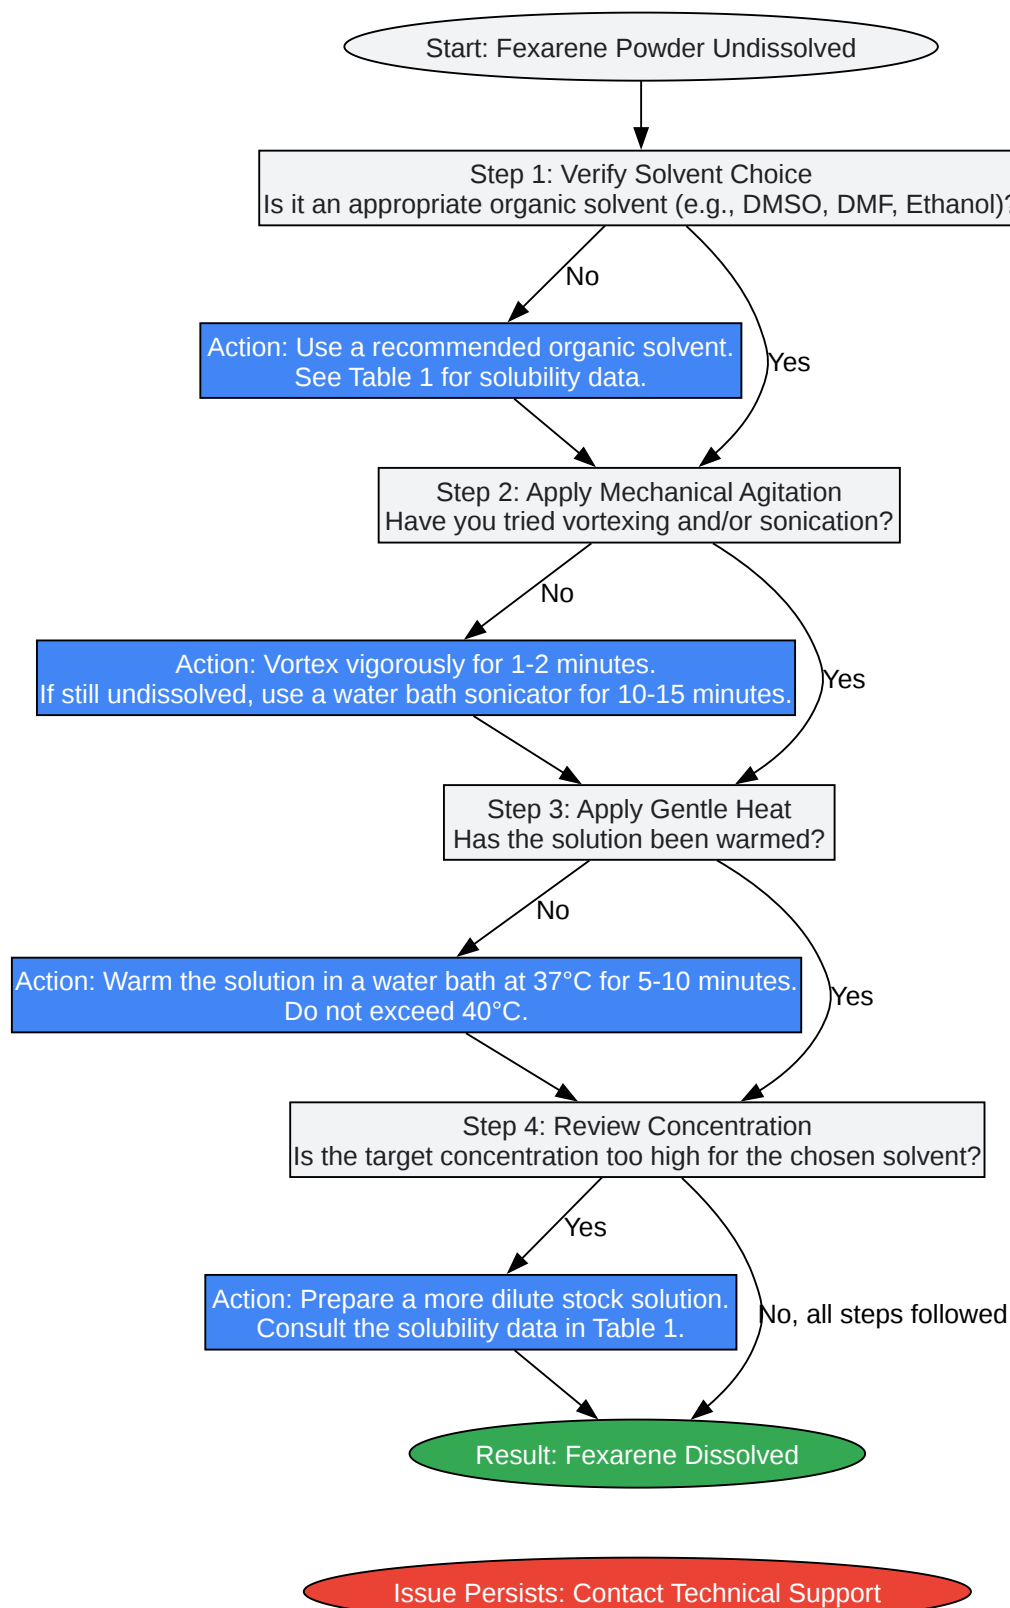 Start: Fexarene Powder Undissolved
Step 1: Verify Solvent Choice
Is it an appropriate organic solvent (e.g., DMSO, DMF, Ethanol)?
No
Action: Use a recommended organic solvent.
See Table 1 for solubility data.
Yes
Step 2: Apply Mechanical Agitation
Have you tried vortexing and/or sonication?
No
Action: Vortex vigorously for 1-2 minutes.
If still undissolved, use a water bath sonicator for 10-15 minutes.
Yes
Step 3: Apply Gentle Heat
Has the solution been warmed?
No
Action: Warm the solution in a water bath at 37°C for 5-10 minutes.
Do not exceed 40°C.
Yes
Step 4: Review Concentration
Is the target concentration too high for the chosen solvent?
Yes
Action: Prepare a more dilute stock solution.
Consult the solubility data in Table 1.
No, all steps followed
Result: Fexarene Dissolved
Issue Persists: Contact Technical Support